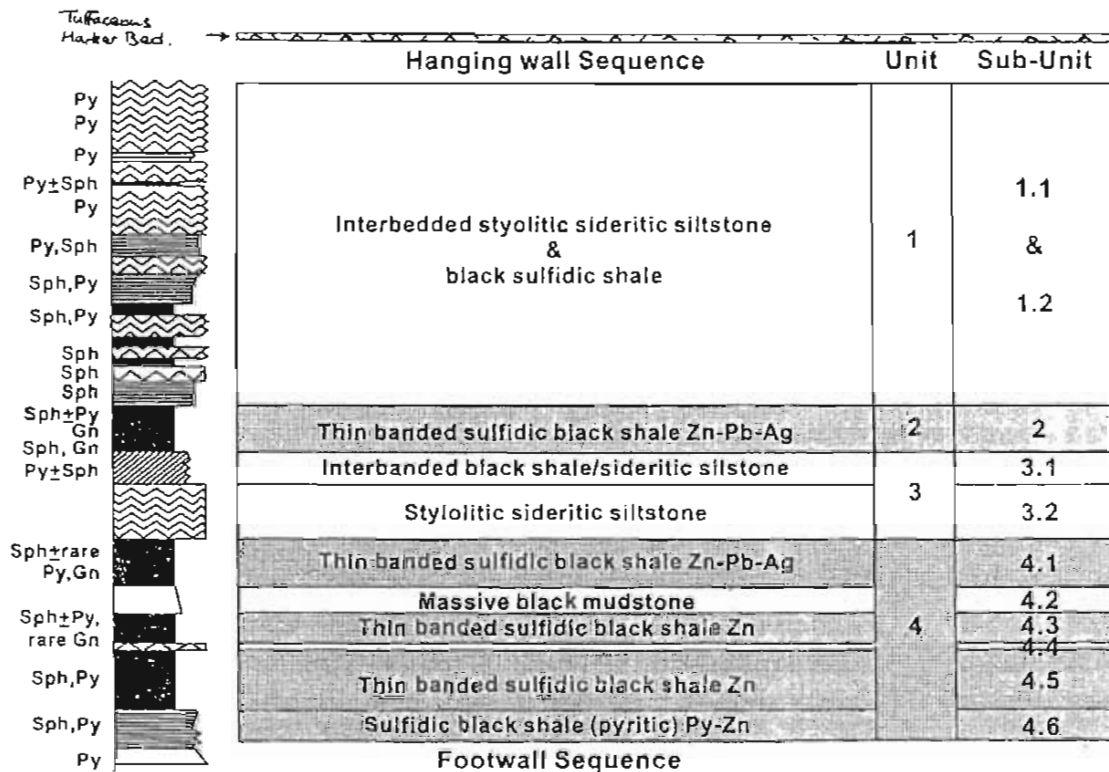 Tuffaceous
Marker Bed.
Hanging wall Sequence
Unit
Sub-Unit
Py
Py
Py
Py±Sph
Py
Py,Sph
Sph,Py
Sph,Py
Sph
Sph
Sph
Sph±Py
Gn
Sph, Gn
Py±Sph
Sph±rare
Py,Gn
Sph±Py,
rare Gn
Sph,Py
Sph,Py
Py
Interbedded styolitic sideritic siltstone
&
black sulfidic shale
1
1.1
&
1.2
Thin banded sulfidic black shale Zn-Pb-Ag
2
2
Interbanded black shale/sideritic silstone
3
3.1
Stylolitic sideritic siltstone
3.2
Thin banded sulfidic black shale Zn-Pb-Ag
4.1
Massive black mudstone
4.2
Thin banded sulfidic black shale Zn
4
4.3
4.4
Thin banded sulfidic black shale Zn
4.5
Sulfidic black shale (pyritic) Py-Zn
4.6
Footwall Sequence